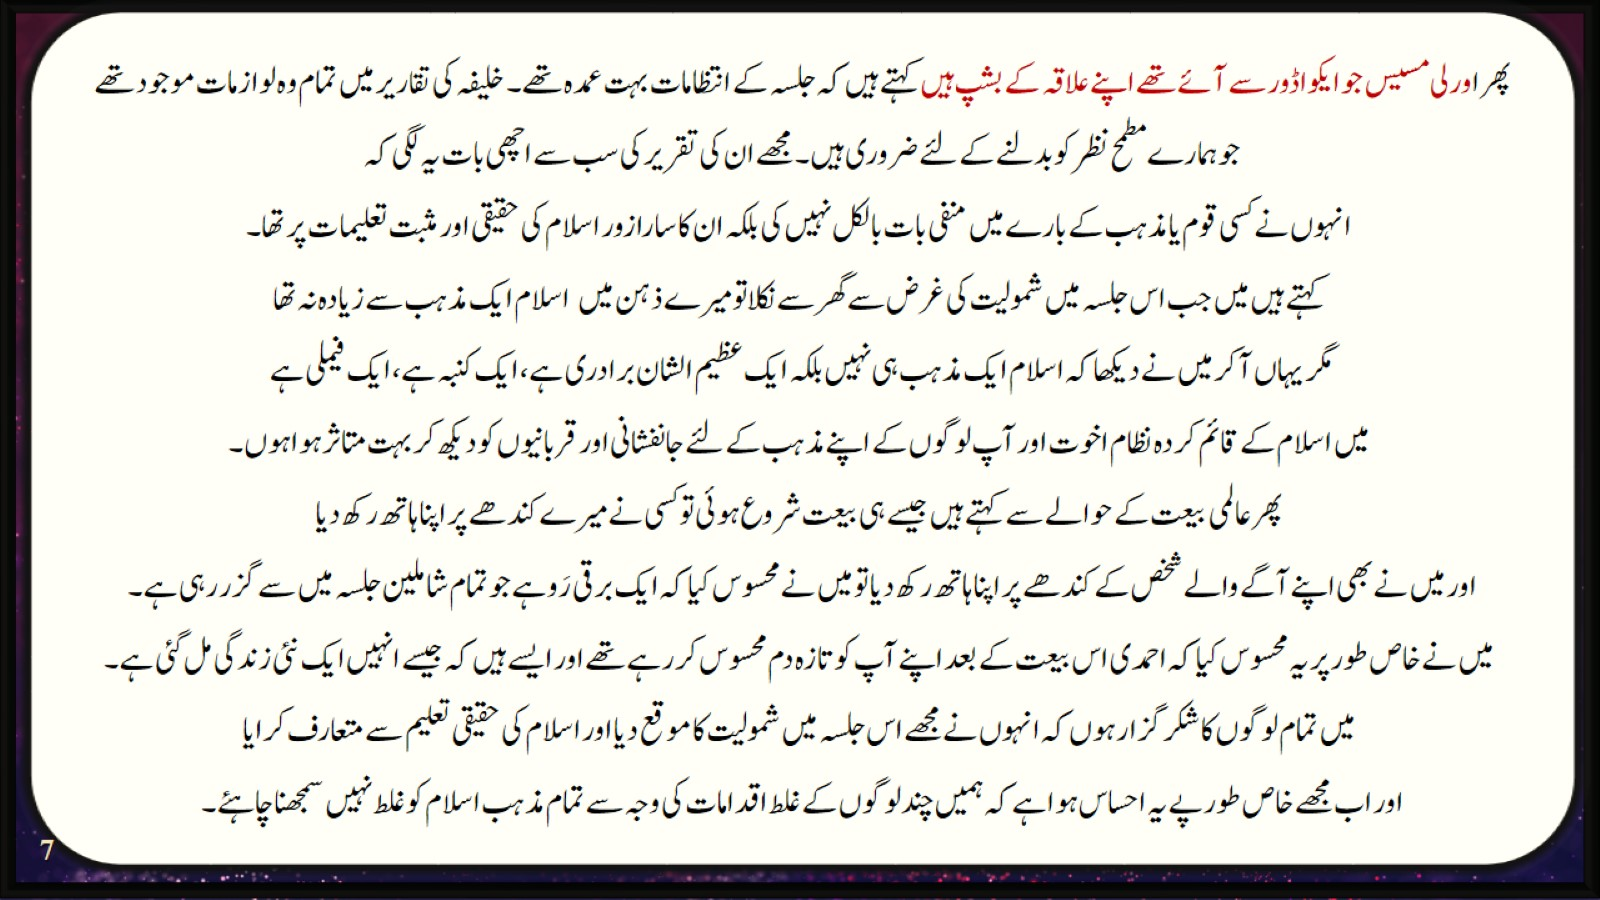 پھر اورلی مسیس جو ایکواڈور سے آئے تھے اپنے علاقہ کے بشپ ہیں کہتے ہیں کہ جلسہ کے انتظامات بہت عمدہ تھے۔ خلیفہ کی تقاریر میں تمام وہ لوازمات موجود تھے
جو ہمارے مطمح نظر کو بدلنے کے لئے ضروری ہیں۔ مجھے ان کی تقریر کی سب سے اچھی بات یہ لگی کہ
انہوں نے کسی قوم یا مذہب کے بارے میں منفی بات بالکل نہیں کی بلکہ ان کا سارا زور اسلام کی حقیقی اور مثبت تعلیمات پر تھا۔
کہتے ہیں میں جب اس جلسہ میں شمولیت کی غرض سے گھر سے نکلا تو میرے ذہن میں اسلام ایک مذہب سے زیادہ نہ تھا
مگر یہاں آ کر میں نے دیکھا کہ اسلام ایک مذہب ہی نہیں بلکہ ایک عظیم الشان برادری ہے، ایک کنبہ ہے، ایک فیملی ہے
میں اسلام کے قائم کردہ نظام اخوت اور آپ لوگوں کے اپنے مذہب کے لئے جانفشانی اور قربانیوں کو دیکھ کر بہت متاثر ہوا ہوں۔
پھر عالمی بیعت کے حوالے سے کہتے ہیں جیسے ہی بیعت شروع ہوئی تو کسی نے میرے کندھے پر اپنا ہاتھ رکھ دیا
اور میں نے بھی اپنے آگے والے شخص کے کندھے پر اپنا ہاتھ رکھ دیا تو میں نے محسوس کیا کہ ایک برقی رَو ہے جو تمام شاملین جلسہ میں سے گزر رہی ہے۔
میں نے خاص طور پر یہ محسوس کیا کہ احمدی اس بیعت کے بعد اپنے آپ کو تازہ دم محسوس کر رہے تھے اور ایسے ہیں کہ جیسے انہیں ایک نئی زندگی مل گئی ہے۔
میں تمام لوگوں کا شکر گزار ہوں کہ انہوں نے مجھے اس جلسہ میں شمولیت کا موقع دیا اور اسلام کی حقیقی تعلیم سے متعارف کرایا
اور اب مجھے خاص طور پے یہ احساس ہوا ہے کہ ہمیں چند لوگوں کے غلط اقدامات کی وجہ سے تمام مذہب اسلام کو غلط نہیں سمجھنا چاہئے۔
7